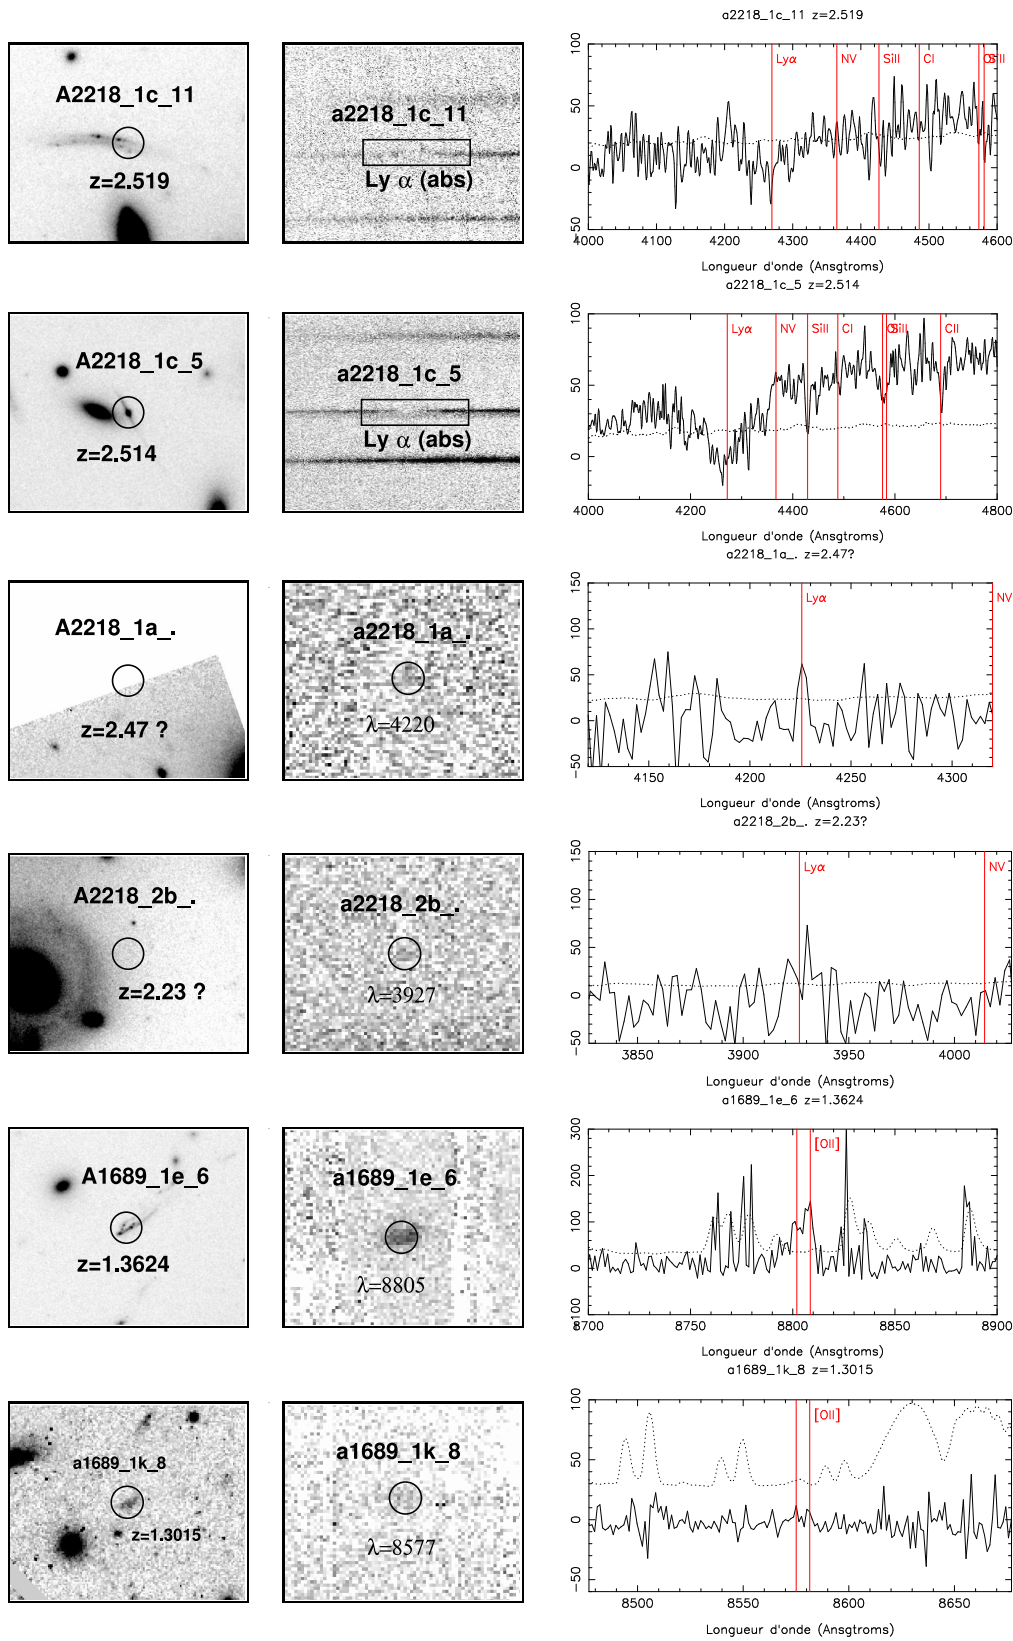 a2218_1c_11 z=2.519
A2218_1c_11
z=2.519
a2218_1c_11
Ly α (abs)
Lyα NV SiII CI SiII
100
50
0
−50
4000 4100 4200 4300 4400 4500 4600
Longueur d'onde (Ansgtroms)
a2218_1c_5 z=2.514
A2218_1c_5
z=2.514
a2218_1c_5
Ly α (abs)
Lyα NV SiII CI SiII CII
100
50
0
4000 4200 4400 4600 4800
Longueur d'onde (Ansgtroms)
a2218_1a_. z=2.47?
A2218_1a_.
z=2.47 ?
a2218_1a_.
λ=4220
Lyα NV
150
100
50
0
−50
4150 4200 4250 4300
Longueur d'onde (Ansgtroms)
a2218_2b_. z=2.23?
A2218_2b_.
z=2.23 ?
a2218_2b_.
λ=3927
Lyα NV
150
100
50
0
−50
3850 3900 3950 4000
Longueur d'onde (Ansgtroms)
a1689_1e_6 z=1.3624
A1689_1e_6
z=1.3624
a1689_1e_6
λ=8805
[OII]
300
200
100
0
−100
8700 8750 8800 8850 8900
Longueur d'onde (Ansgtroms)
a1689_1k_8 z=1.3015
a1689_1k_8
z=1.3015
a1689_1k_8
λ=8577
[OII]
100
50
0
−50
8500 8550 8600 8650
Longueur d'onde (Ansgtroms)